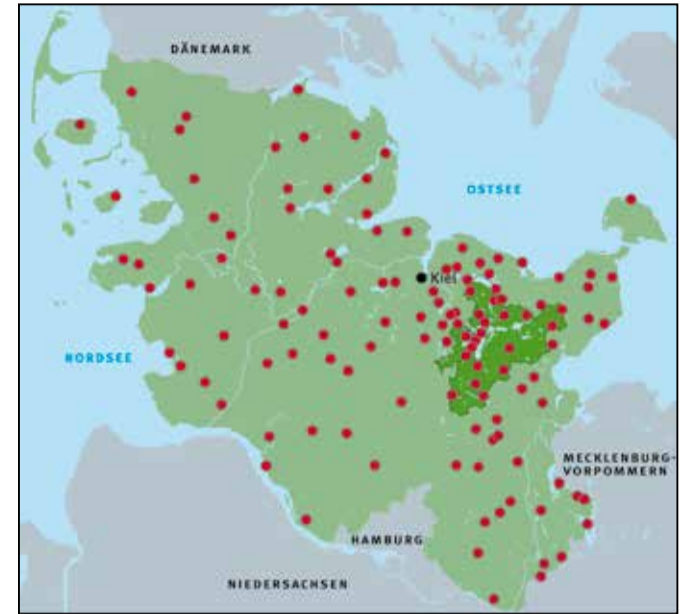 DÄNEMARK
OSTSEE
Kiel
NORDSEE
MECKLENBURG-
VORPOMMERN
HAMBURG
NIEDERSACHSEN